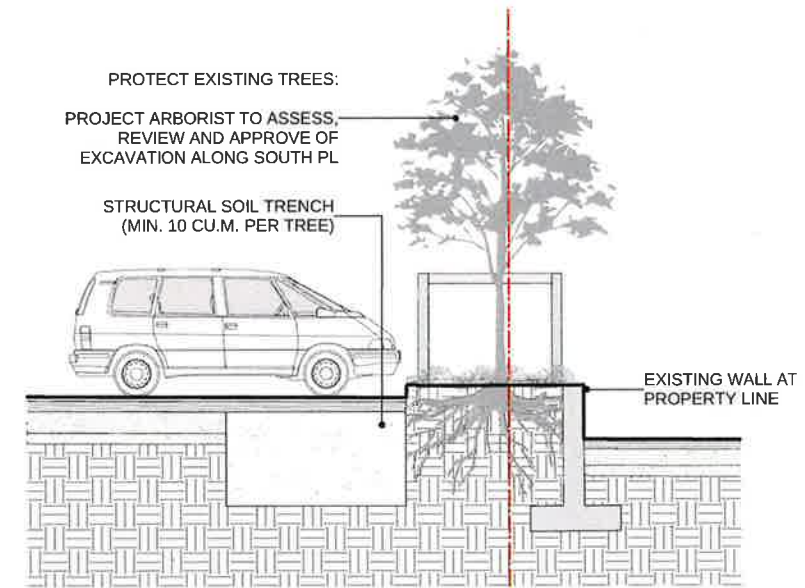 PROTECT EXISTING TREES:
PROJECT ARBORIST TO ASSESS,
REVIEW AND APPROVE OF
EXCAVATION ALONG SOUTH PL
STRUCTURAL SOIL TRENCH
(MIN. 10 CU.M. PER TREE)
EXISTING WALL AT
PROPERTY LINE